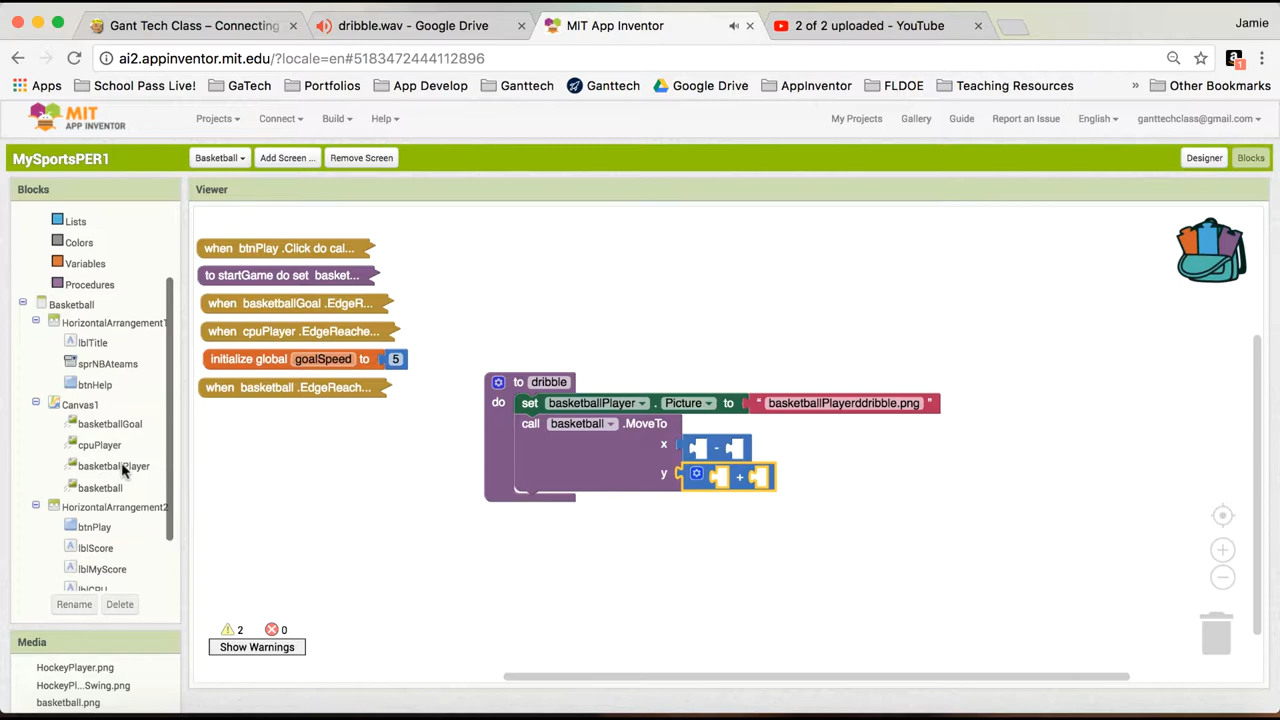 Gant Tech Class – Connecting
dribble.wav - Google Drive
MIT App Inventor
2 of 2 uploaded - YouTube
Jamie
ai2.appinventor.mit.edu/?locale=en#5183472444112896
1
Apps
School Pass Live!
GaTech
Portfolios
App Develop
Ganttech
Ganttech
Google Drive
AppInventor
FLDOE
Teaching Resources
»
Other Bookmarks
MIT
APP INVENTOR
Projects
Connect
Build
Help
My Projects
Gallery
Guide
Report an Issue
English
ganttechclass@gmail.com
MySportsPER1
Basketball
Add Screen ...
Remove Screen
Designer
Blocks
Blocks
Viewer
Lists
Colors
Variables
Procedures
Basketball
HorizontalArrangement1
lblTitle
sprNBAteams
btnHelp
Canvas1
basketballGoal
cpuPlayer
basketballPlayer
basketball
HorizontalArrangement2
btnPlay
lblScore
lblMyScore
lblCPU
Rename
Delete
Media
HockeyPlayer.png
HockeyPl...Swing.png
basketball.png
when btnPlay .Click do cal...
to startGame do set basket...
when basketballGoal .EdgeR...
when cpuPlayer .EdgeReache...
initialize global goalSpeed to 5
when basketball .EdgeReach...
to dribble
do set basketballPlayer . Picture to " basketballPlayerddribble.png "
call basketball .MoveTo
x -
y +
2 0
Show Warnings